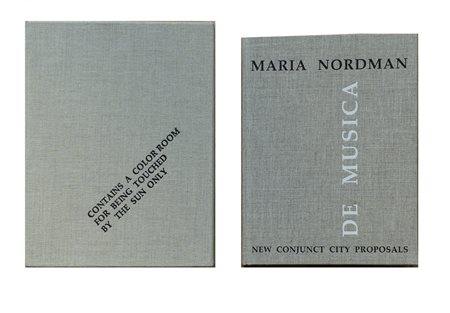 CONTAINS A COLOR ROOM
FOR BEING TOUCHED
BY THE SUN ONLY
MARIA NORDMAN
DE MUSICA
NEW CONJUNCT CITY PROPOSALS